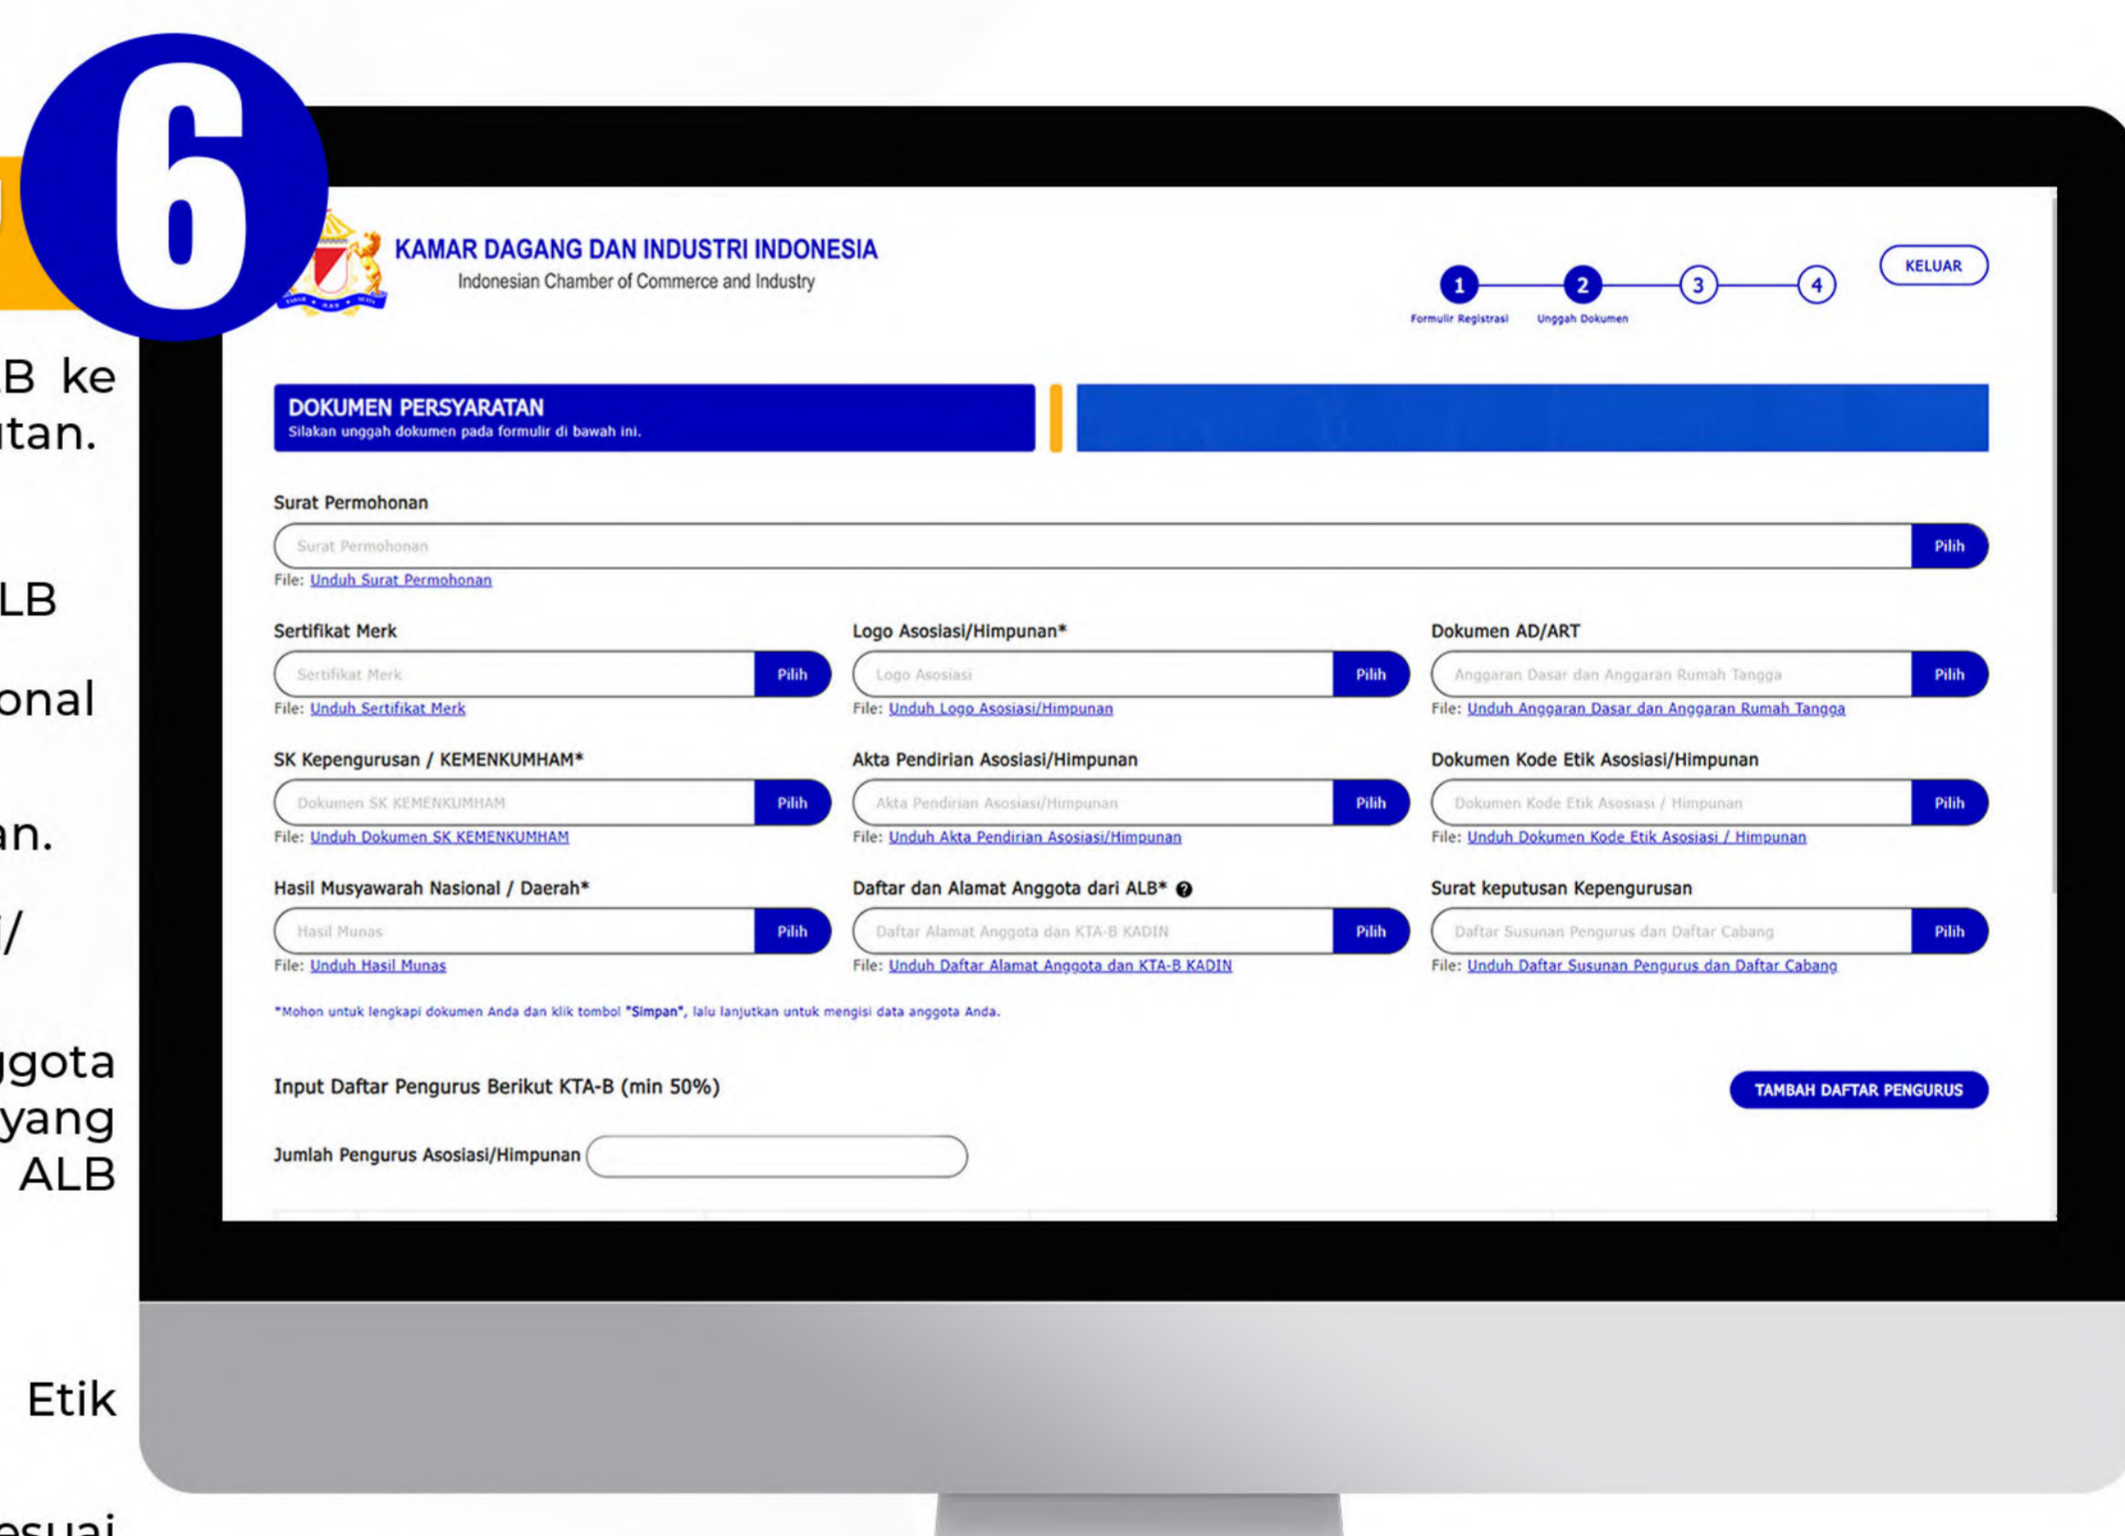 6
B ke
utan.
LB
onal
an.
i/
ggota
yang
ALB
Etik
esuai
KAMAR DAGANG DAN INDUSTRI INDONESIA
Indonesian Chamber of Commerce and Industry
1 2 3 4
Formulir Registrasi Unggah Dokumen
KELUAR
DOKUMEN PERSYARATAN
Silakan unggah dokumen pada formulir di bawah ini.
Surat Permohonan
Surat Permohonan Pilih
File: Unduh Surat Permohonan
Sertifikat Merk Logo Asosiasi/Himpunan* Dokumen AD/ART
Sertifikat Merk Pilih Logo Asosiasi Pilih Anggaran Dasar dan Anggaran Rumah Tangga Pilih
File: Unduh Sertifikat Merk File: Unduh Logo Asosiasi/Himpunan File: Unduh Anggaran Dasar dan Anggaran Rumah Tangga
SK Kepengurusan / KEMENKUMHAM* Akta Pendirian Asosiasi/Himpunan Dokumen Kode Etik Asosiasi/Himpunan
Dokumen SK KEMENKUMHAM Pilih Akta Pendirian Asosiasi/Himpunan Pilih Dokumen Kode Etik Asosiasi / Himpunan Pilih
File: Unduh Dokumen SK KEMENKUMHAM File: Unduh Akta Pendirian Asosiasi/Himpunan File: Unduh Dokumen Kode Etik Asosiasi / Himpunan
Hasil Musyawarah Nasional / Daerah* Daftar dan Alamat Anggota dari ALB* ? Surat keputusan Kepengurusan
Hasil Munas Pilih Daftar Alamat Anggota dan KTA-B KADIN Pilih Daftar Susunan Pengurus dan Daftar Cabang Pilih
File: Unduh Hasil Munas File: Unduh Daftar Alamat Anggota dan KTA-B KADIN File: Unduh Daftar Susunan Pengurus dan Daftar Cabang
*Mohon untuk lengkapi dokumen Anda dan klik tombol "Simpan", lalu lanjutkan untuk mengisi data anggota Anda.
Input Daftar Pengurus Berikut KTA-B (min 50%) TAMBAH DAFTAR PENGURUS
Jumlah Pengurus Asosiasi/Himpunan